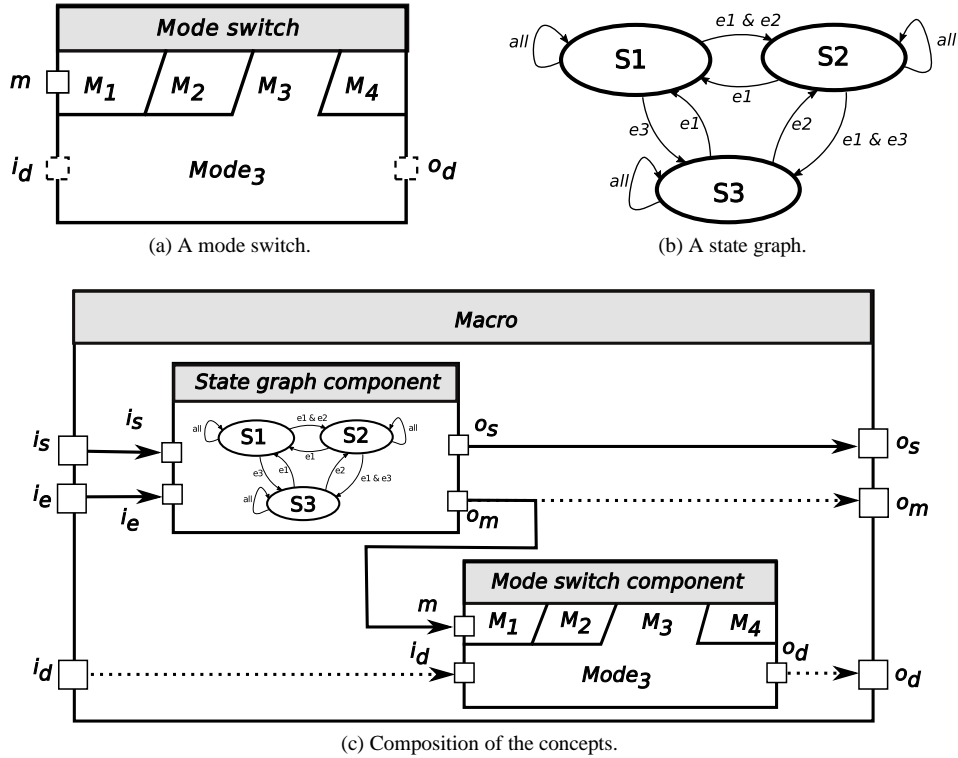 Mode switch
m
M1 M2 M3 M4
id
Mode3
od
(a) A mode switch.
all
S1
e1 & e2
S2
all
e1
e3
e1
e2
e1 & e3
all
S3
(b) A state graph.
Macro
State graph component
is
is
all
S1
e1 & e2
S2
all
e1
e3
e1
e2
e1 & e3
all
S3
os
os
ie
ie
om
om
Mode switch component
m
M1 M2 M3 M4
id
id
Mode3
od
od
(c) Composition of the concepts.